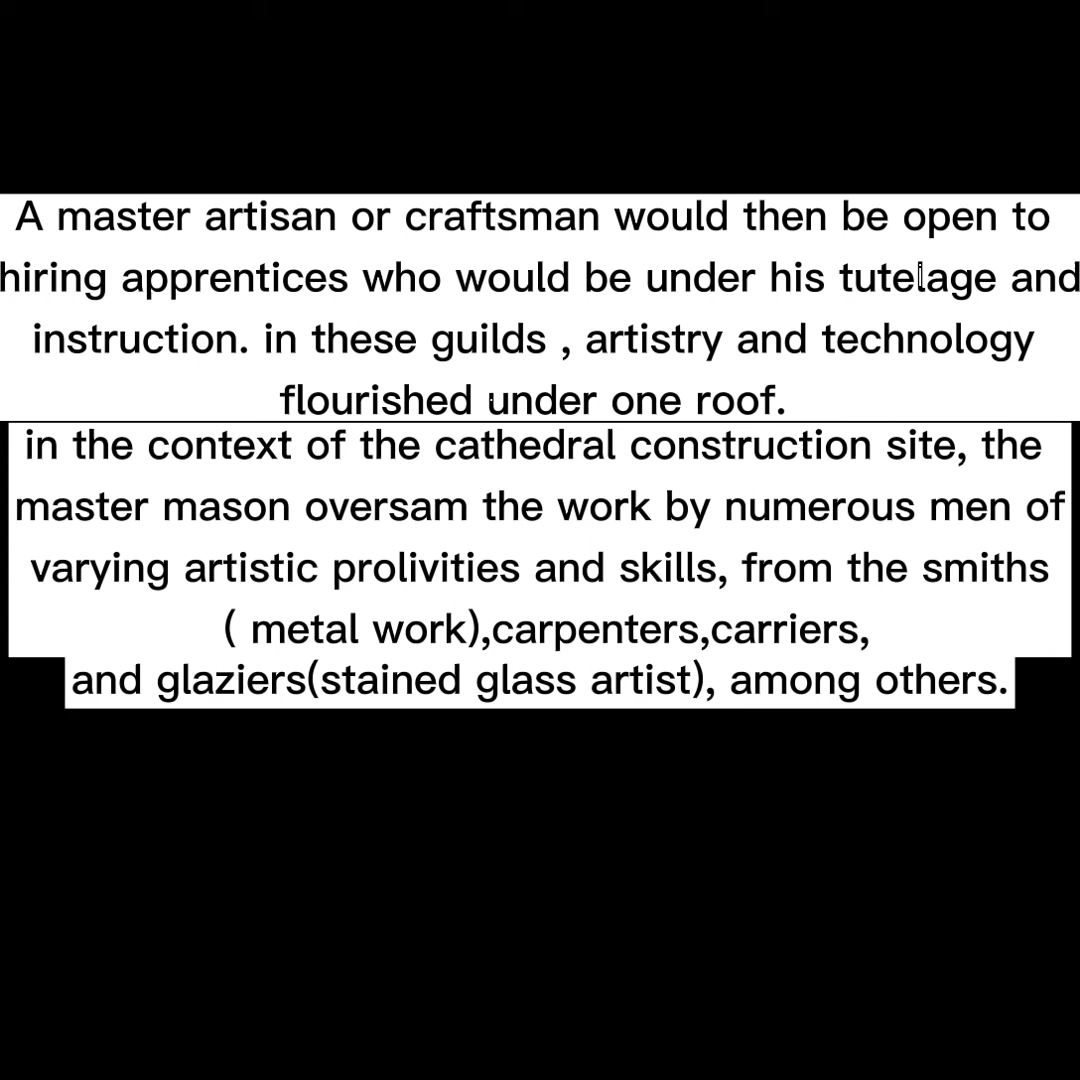 A master artisan or craftsman would then be open to
hiring apprentices who would be under his tutelage and
instruction. in these guilds , artistry and technology
flourished under one roof.
in the context of the cathedral construction site, the
master mason oversam the work by numerous men of
varying artistic prolivities and skills, from the smiths
( metal work),carpenters,carriers,
and glaziers(stained glass artist), among others.